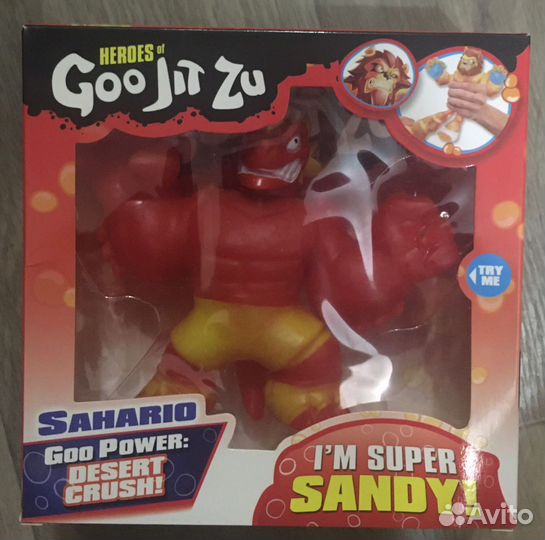 HEROES of
GOO JIT ZU
TRY
ME
SAHARIO
GOO POWER:
DESERT
CRUSH!
I'M SUPER
SANDY!
Avito